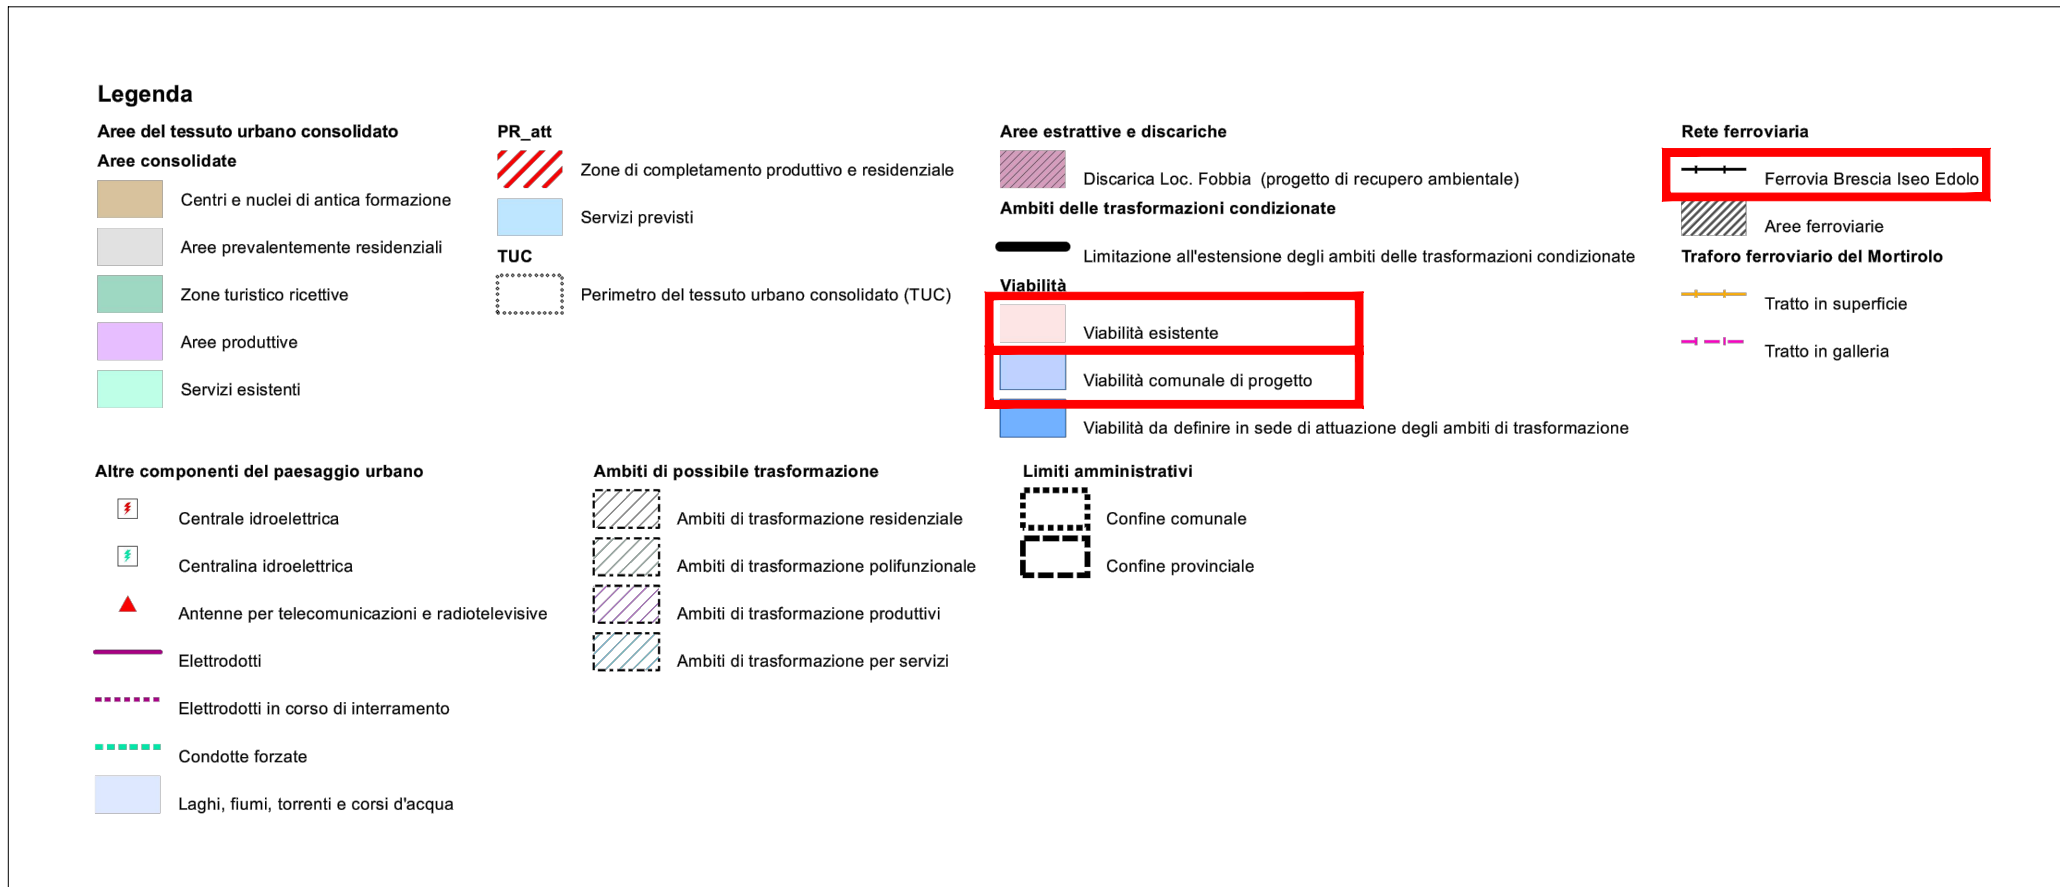 Legenda
Aree del tessuto urbano consolidato
Aree consolidate
Centri e nuclei di antica formazione
Aree prevalentemente residenziali
Zone turistico ricettive
Aree produttive
Servizi esistenti
PR_att
Zone di completamento produttivo e residenziale
Servizi previsti
TUC
Perimetro del tessuto urbano consolidato (TUC)
Aree estrattive e discariche
Discarica Loc. Fobbia (progetto di recupero ambientale)
Ambiti delle trasformazioni condizionate
Limitazione all'estensione degli ambiti delle trasformazioni condizionate
Viabilità
Viabilità esistente
Viabilità comunale di progetto
Viabilità da definire in sede di attuazione degli ambiti di trasformazione
Rete ferroviaria
Ferrovia Brescia Iseo Edolo
Aree ferroviarie
Traforo ferroviario del Mortirolo
Tratto in superficie
Tratto in galleria
Altre componenti del paesaggio urbano
Centrale idroelettrica
Centralina idroelettrica
Antenne per telecomunicazioni e radiotelevisive
Elettrodotti
Elettrodotti in corso di interramento
Condotte forzate
Laghi, fiumi, torrenti e corsi d'acqua
Ambiti di possibile trasformazione
Ambiti di trasformazione residenziale
Ambiti di trasformazione polifunzionale
Ambiti di trasformazione produttivi
Ambiti di trasformazione per servizi
Limiti amministrativi
Confine comunale
Confine provinciale